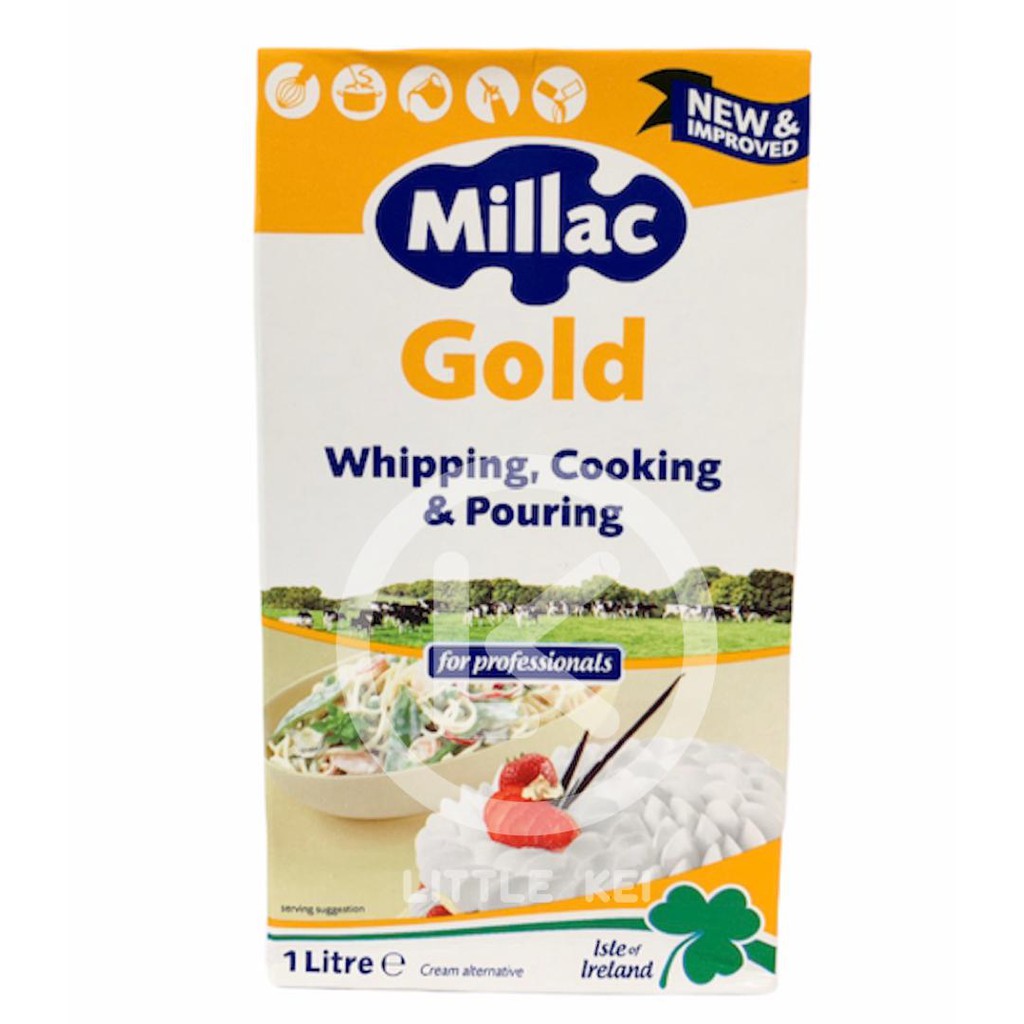 NEW &
IMPROVED
Millac
Gold
Whipping, Cooking
& Pouring
for professionals
LITTLE KEI
serving suggestion
1 Litre ℮
Cream alternative
Isle of
Ireland